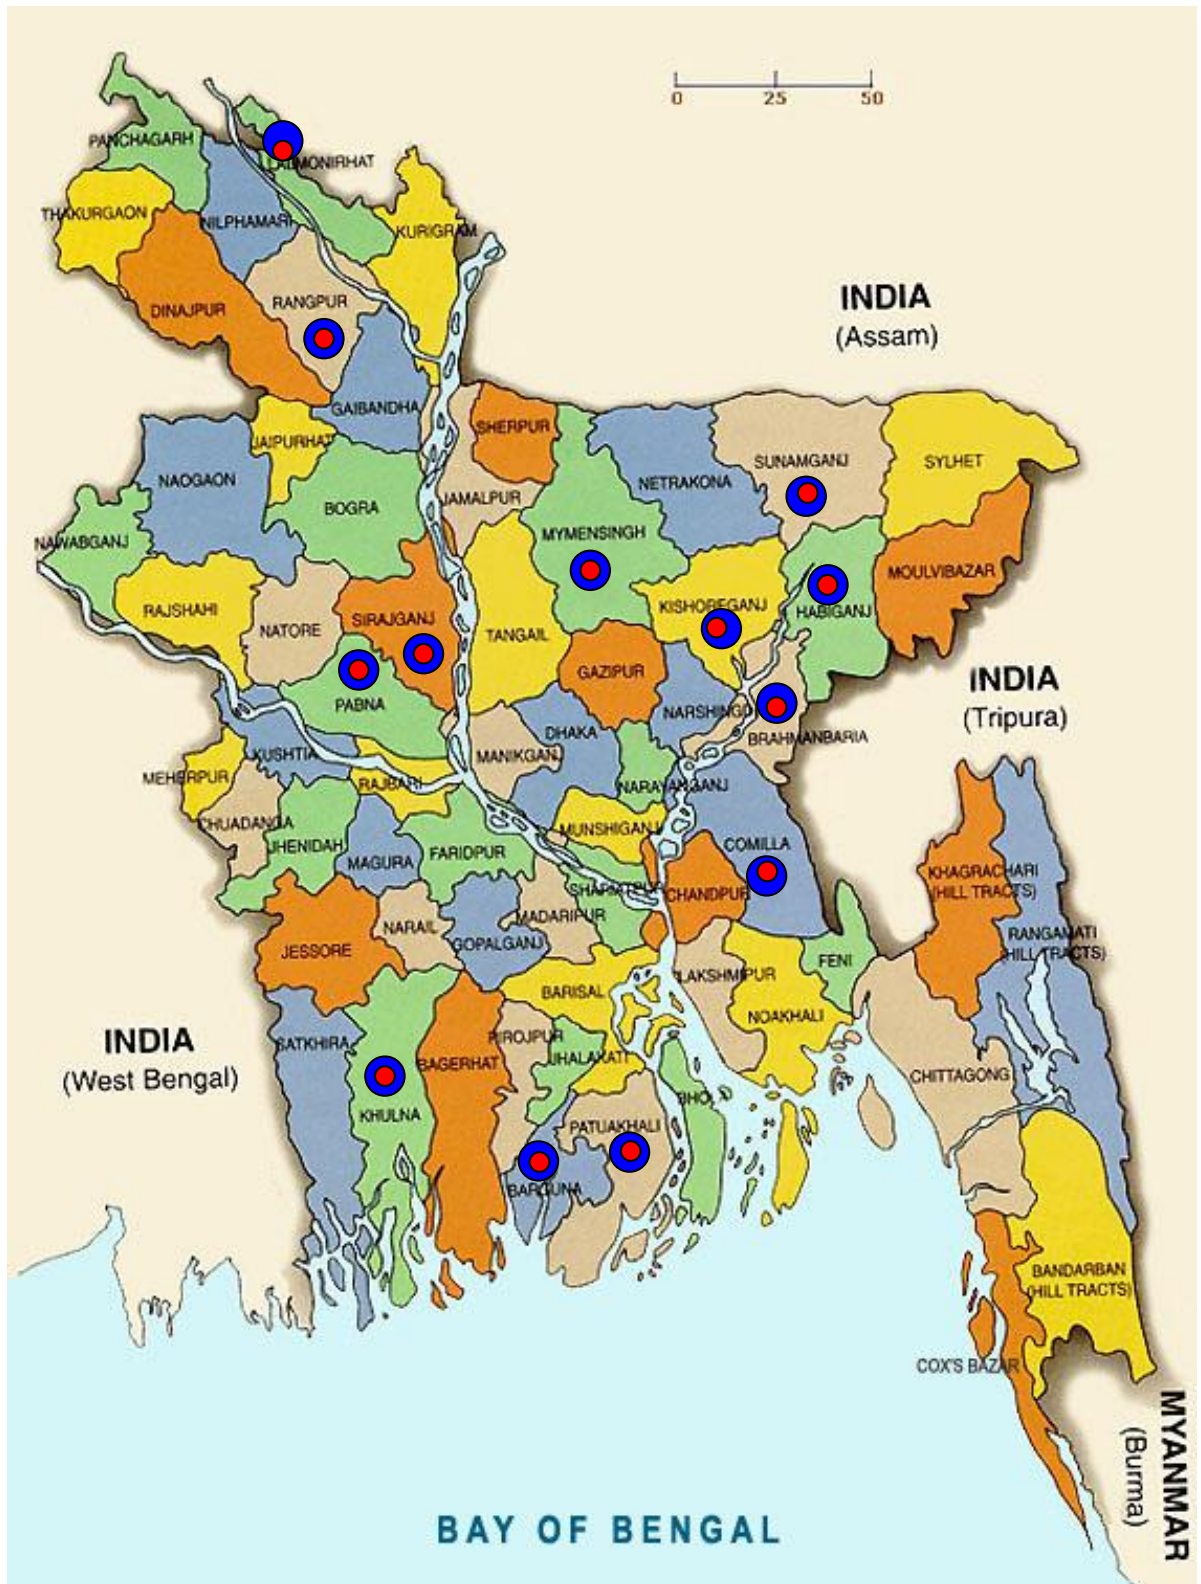 0 25 50
PANCHAGARH
LALMONIRHAT
THAKURGAON
NILPHAMARI
KURIGRAM
DINAJPUR
RANGPUR
INDIA
(Assam)
GAIBANDHA
JAIPURHAT
SHERPUR
NAOGAON
BOGRA
JAMALPUR
NETRAKONA
SUNAMGANJ
SYLHET
NAWABGANJ
MYMENSINGH
MOULVIBAZAR
RAJSHAHI
NATORE
SIRAJGANJ
TANGAIL
KISHOREGANJ
HABIGANJ
GAZIPUR
INDIA
(Tripura)
PABNA
DHAKA
NARSHINGDI
BRAHMANBARIA
KUSHTIA
MANIKGANJ
MEHERPUR
RAJBARI
NARAYANGANJ
CHUADANGA
JHENIDAH
MAGURA
FARIDPUR
MUNSHIGANJ
COMILLA
SHARIATPUR
CHANDPUR
KHAGRACHARI
(HILL TRACTS)
JESSORE
NARAIL
GOPALGANJ
MADARIPUR
RANGAMATI
(HILL TRACTS)
FENI
BARISAL
LAKSHMIPUR
NOAKHALI
INDIA
(West Bengal)
SATKHIRA
BAGERHAT
PIROJPUR
JHALAKATI
CHITTAGONG
KHULNA
BHOLA
PATUAKHALI
BARGUNA
BANDARBAN
(HILL TRACTS)
COX'S BAZAR
MYANMAR
(Burma)
BAY OF BENGAL